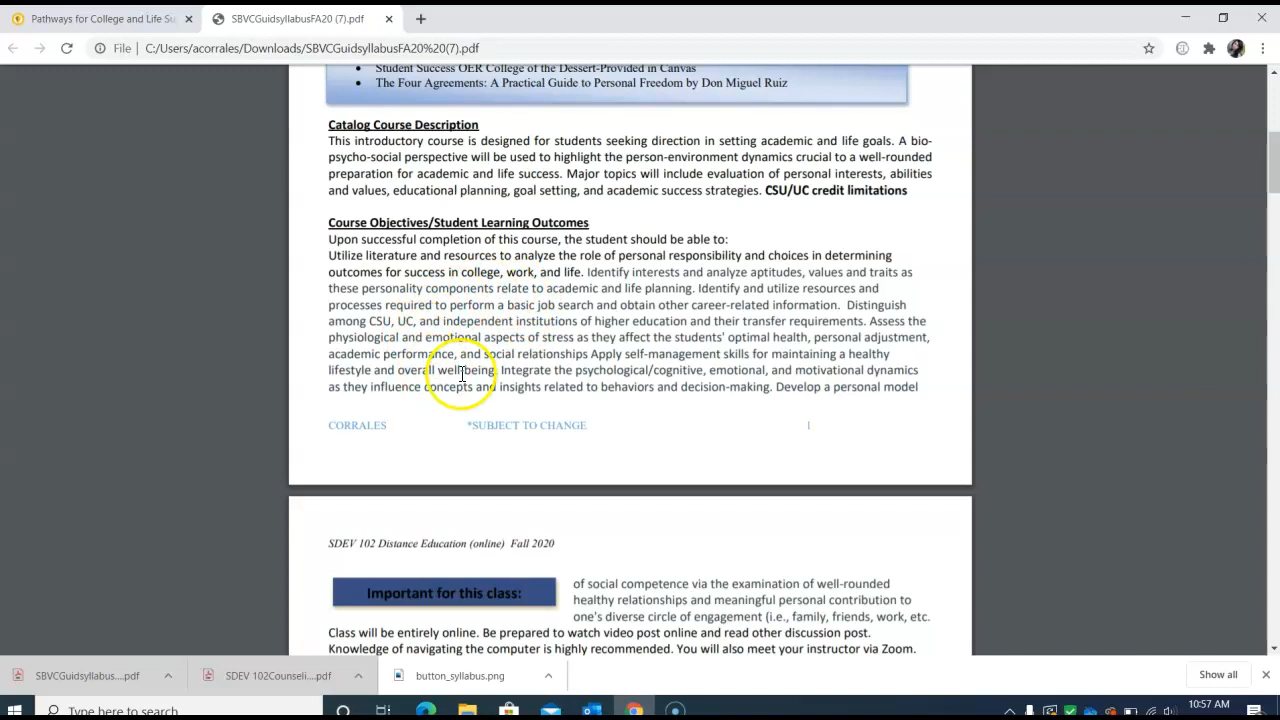 Pathways for College and Life Su
SBVCGuidsyllabusFA20 (7).pdf
File
C:/Users/acorrales/Downloads/SBVCGuidsyllabusFA20%20(7).pdf
• Student Success OER College of the Dessert-Provided in Canvas
• The Four Agreements: A Practical Guide to Personal Freedom by Don Miguel Ruiz
Catalog Course Description
This introductory course is designed for students seeking direction in setting academic and life goals. A bio-
psycho-social perspective will be used to highlight the person-environment dynamics crucial to a well-rounded
preparation for academic and life success. Major topics will include evaluation of personal interests, abilities
and values, educational planning, goal setting, and academic success strategies. CSU/UC credit limitations
Course Objectives/Student Learning Outcomes
Upon successful completion of this course, the student should be able to:
Utilize literature and resources to analyze the role of personal responsibility and choices in determining
outcomes for success in college, work, and life. Identify interests and analyze aptitudes, values and traits as
these personality components relate to academic and life planning. Identify and utilize resources and
processes required to perform a basic job search and obtain other career-related information. Distinguish
among CSU, UC, and independent institutions of higher education and their transfer requirements. Assess the
physiological and emotional aspects of stress as they affect the students' optimal health, personal adjustment,
academic performance, and social relationships Apply self-management skills for maintaining a healthy
lifestyle and overall well-being. Integrate the psychological/cognitive, emotional, and motivational dynamics
as they influence concepts and insights related to behaviors and decision-making. Develop a personal model
CORRALES *SUBJECT TO CHANGE 1
SDEV 102 Distance Education (online) Fall 2020
Important for this class:
of social competence via the examination of well-rounded
healthy relationships and meaningful personal contribution to
one's diverse circle of engagement (i.e., family, friends, work, etc.
Class will be entirely online. Be prepared to watch video post online and read other discussion post.
Knowledge of navigating the computer is highly recommended. You will also meet your instructor via Zoom.
SBVCGuidsyllabus....pdf
SDEV 102Counseli....pdf
button_syllabus.png
Show all
Type here to search
10:57 AM